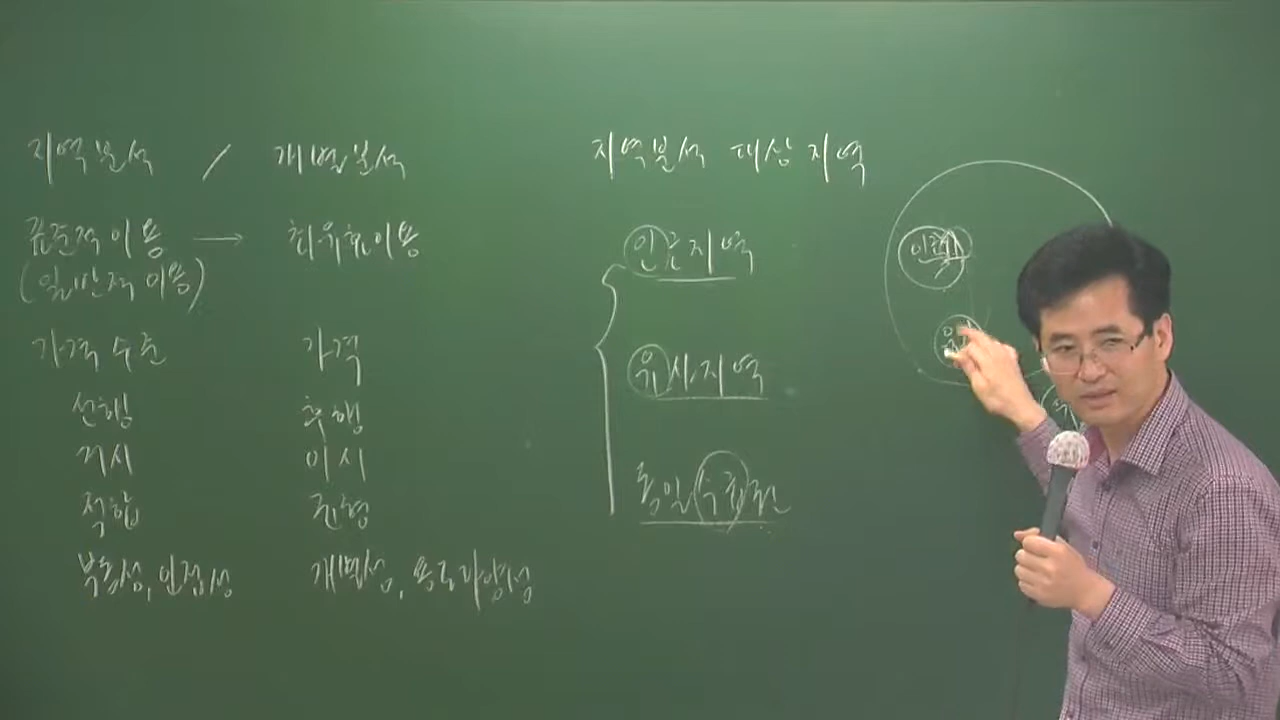 지역분석 / 개별분석
표준적이용 → 최유효이용
(일반적 이용)
가격수준 가격
선행 후행
거시 미시
적합 균형
부동성, 인접성 개별성, 용도다양성
지역분석 대상지역
인근지역
유사지역
동일수급권
인근
유